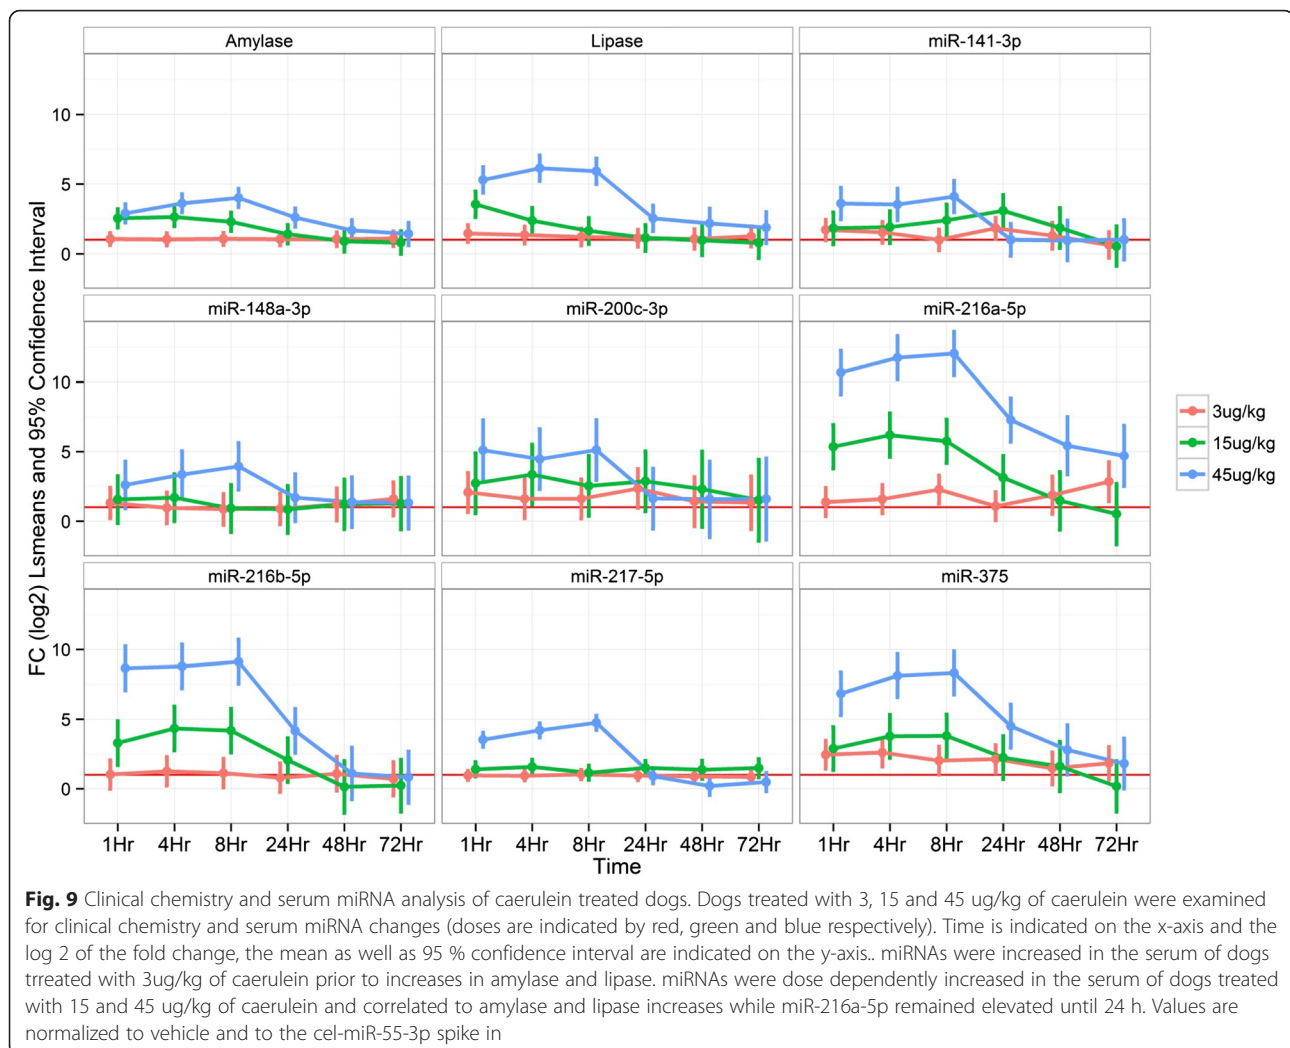 Amylase
Lipase
miR-141-3p
10
5
0
miR-148a-3p
miR-200c-3p
miR-216a-5p
10
5
0
miR-216b-5p
miR-217-5p
miR-375
10
5
0
FC (log2) Lsmeans and 95% Confidence Interval
3ug/kg
15ug/kg
45ug/kg
1Hr 4Hr 8Hr 24Hr 48Hr 72Hr
1Hr 4Hr 8Hr 24Hr 48Hr 72Hr
1Hr 4Hr 8Hr 24Hr 48Hr 72Hr
Time
Fig. 9 Clinical chemistry and serum miRNA analysis of caerulein treated dogs. Dogs treated with 3, 15 and 45 ug/kg of caerulein were examined
for clinical chemistry and serum miRNA changes (doses are indicated by red, green and blue respectively). Time is indicated on the x-axis and the
log 2 of the fold change, the mean as well as 95 % confidence interval are indicated on the y-axis.. miRNAs were increased in the serum of dogs
trreated with 3ug/kg of caerulein prior to increases in amylase and lipase. miRNAs were dose dependently increased in the serum of dogs treated
with 15 and 45 ug/kg of caerulein and correlated to amylase and lipase increases while miR-216a-5p remained elevated until 24 h. Values are
normalized to vehicle and to the cel-miR-55-3p spike in